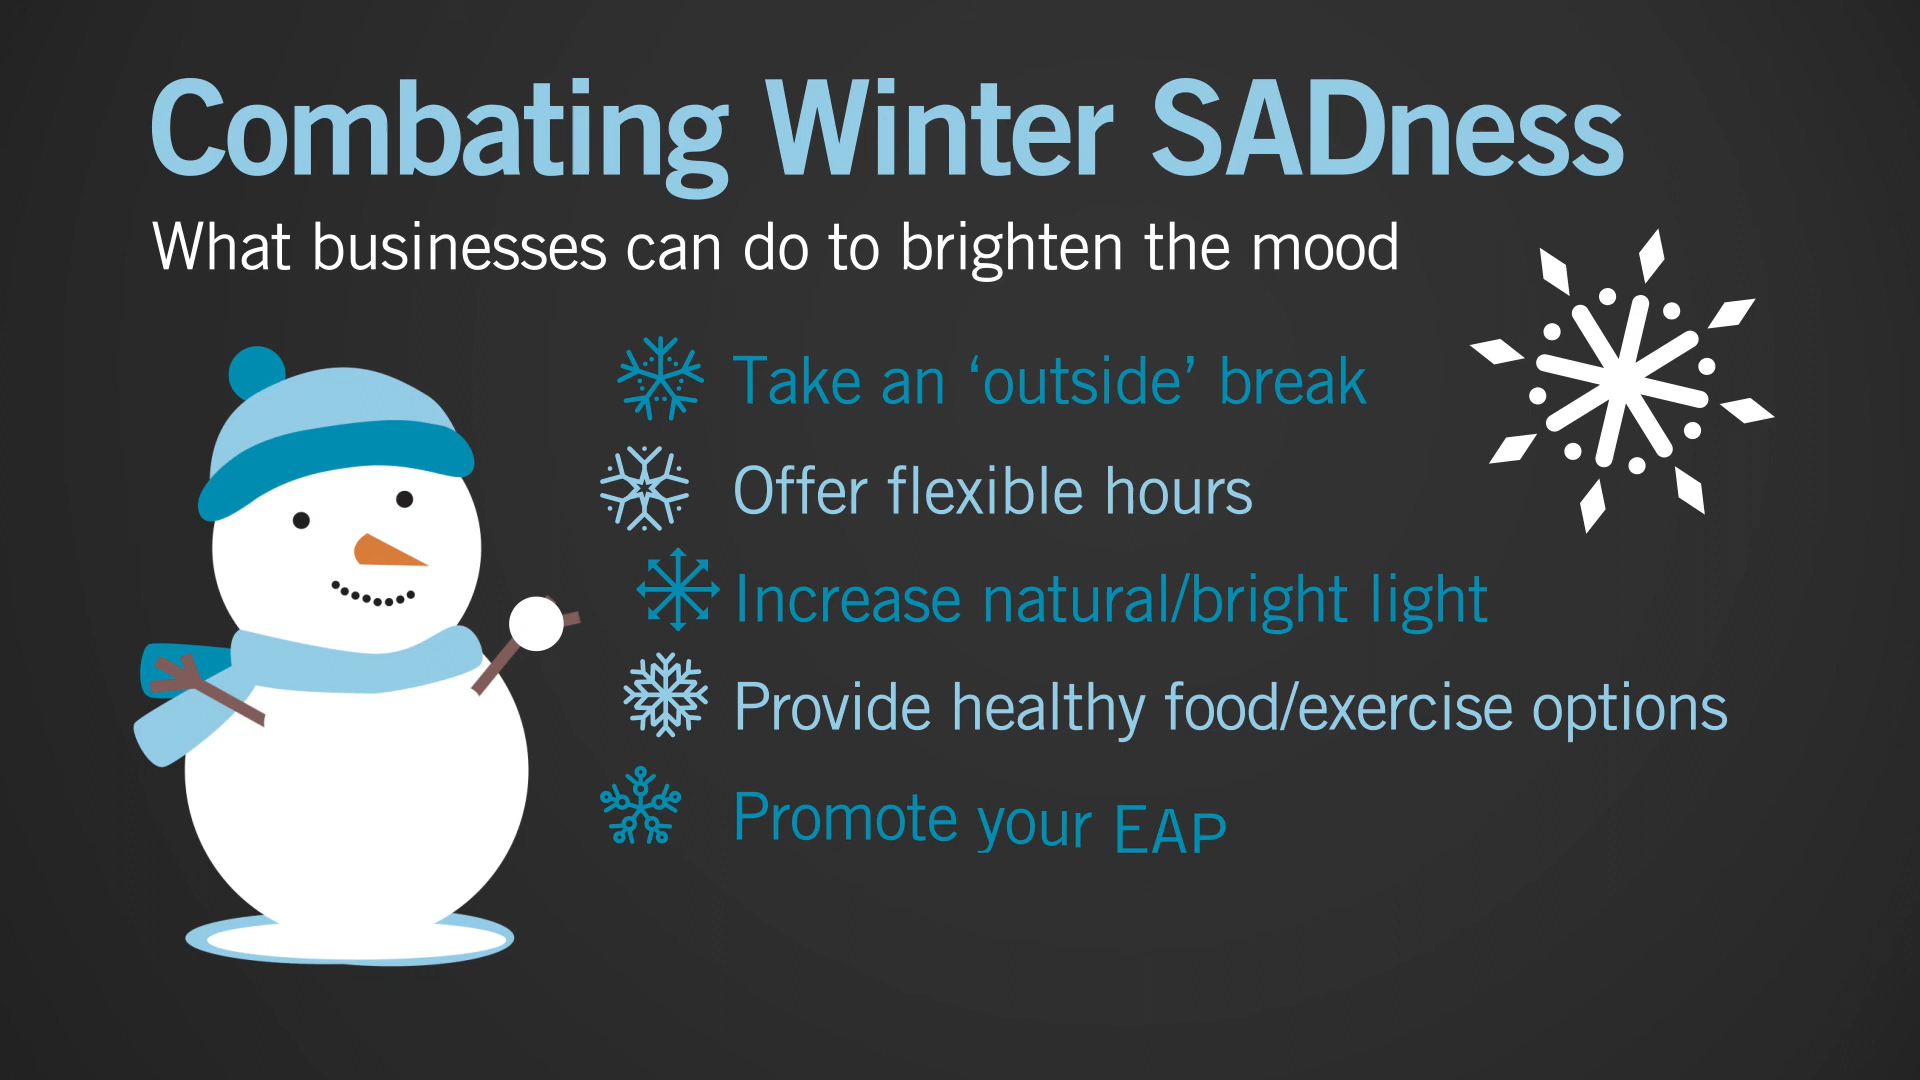 Combating Winter SADness
What businesses can do to brighten the mood
Take an ‘outside’ break
Offer flexible hours
Increase natural/bright light
Provide healthy food/exercise options
Promote your EAP